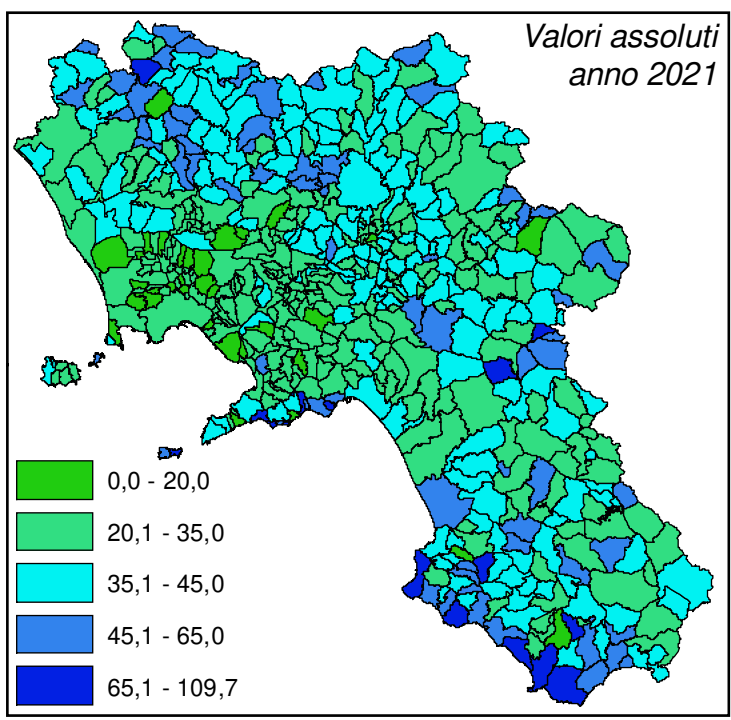 Valori assoluti
anno 2021
0,0 - 20,0
20,1 - 35,0
35,1 - 45,0
45,1 - 65,0
65,1 - 109,7